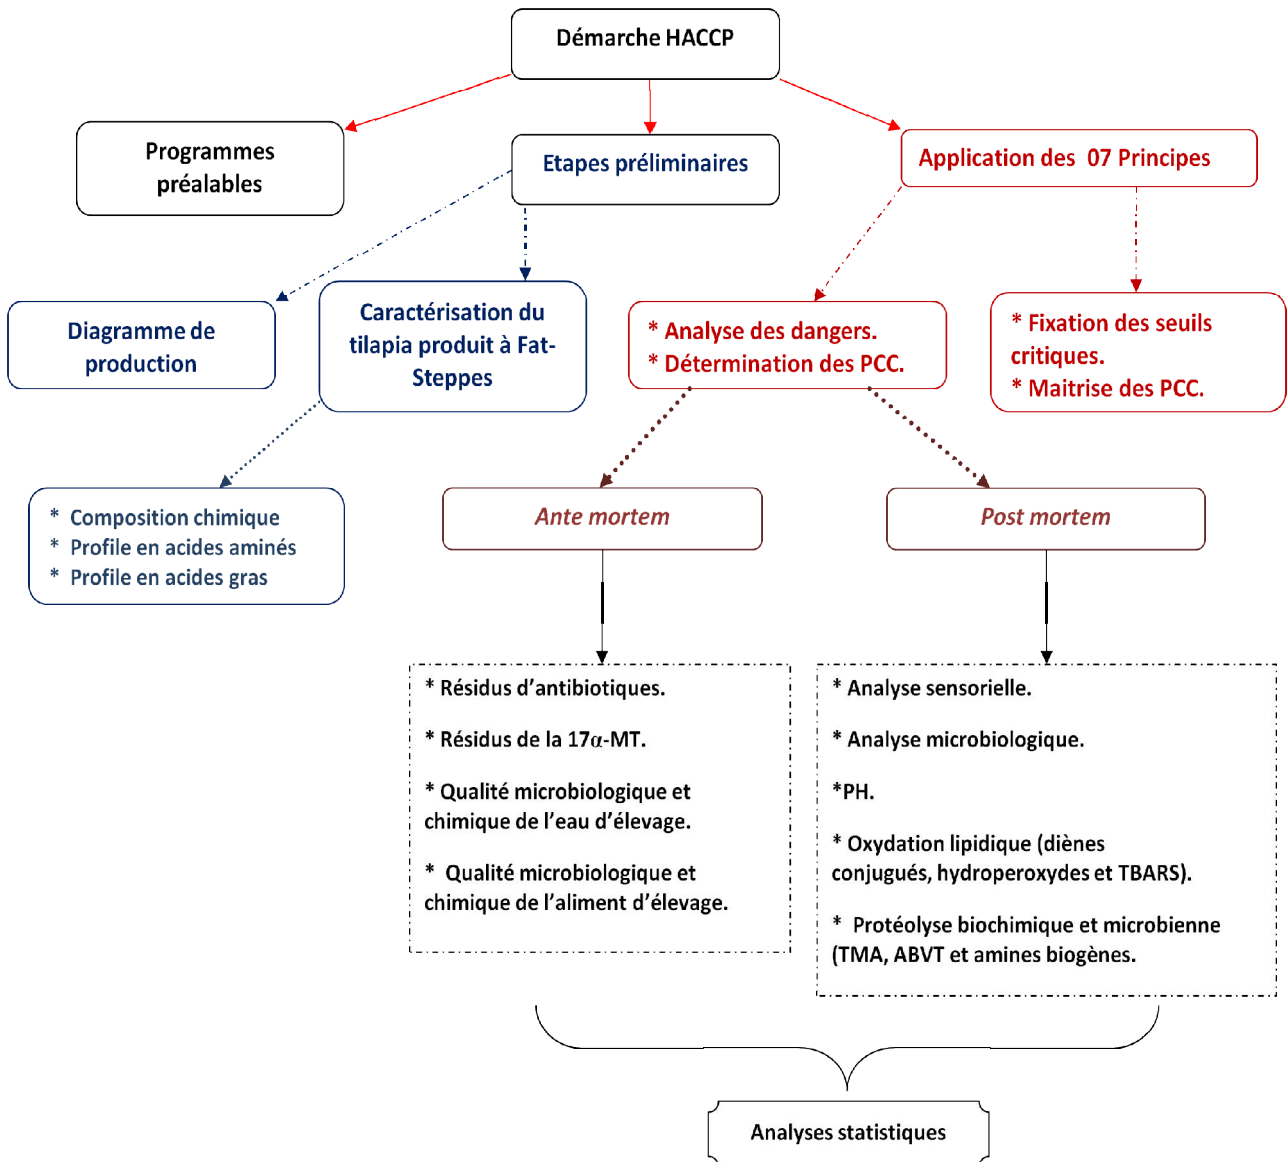 Démarche HACCP
Programmes
préalables
Etapes préliminaires
Application des 07 Principes
Diagramme de
production
Caractérisation du
tilapia produit à Fat-
Steppes
* Analyse des dangers.
* Détermination des PCC.
* Fixation des seuils
critiques.
* Maitrise des PCC.
* Composition chimique
* Profile en acides aminés
* Profile en acides gras
Ante mortem
Post mortem
* Résidus d’antibiotiques.
* Résidus de la 17α-MT.
* Qualité microbiologique et
chimique de l’eau d’élevage.
* Qualité microbiologique et
chimique de l’aliment d’élevage.
* Analyse sensorielle.
* Analyse microbiologique.
*PH.
* Oxydation lipidique (diènes
conjugués, hydroperoxydes et TBARS).
* Protéolyse biochimique et microbienne
(TMA, ABVT et amines biogènes.
Analyses statistiques